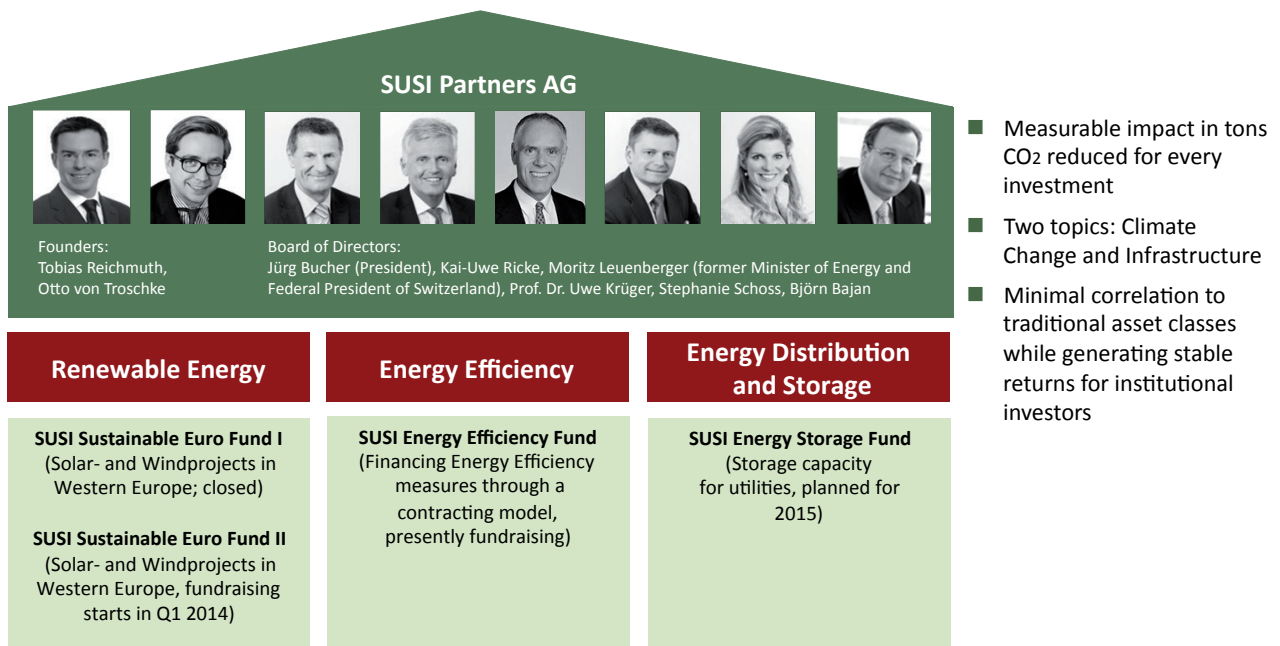 SUSI Partners AG
Founders:
Tobias Reichmuth,
Otto von Troschke
Board of Directors:
Jürg Bucher (President), Kai-Uwe Ricke, Moritz Leuenberger (former Minister of Energy and
Federal President of Switzerland), Prof. Dr. Uwe Krüger, Stephanie Schoss, Björn Bajan
Renewable Energy
SUSI Sustainable Euro Fund I
(Solar- and Windprojects in
Western Europe; closed)
SUSI Sustainable Euro Fund II
(Solar- and Windprojects in
Western Europe, fundraising
starts in Q1 2014)
Energy Efficiency
SUSI Energy Efficiency Fund
(Financing Energy Efficiency
measures through a
contracting model,
presently fundraising)
Energy Distribution
and Storage
SUSI Energy Storage Fund
(Storage capacity
for utilities, planned for
2015)
Measurable impact in tons
CO2 reduced for every
investment
Two topics: Climate
Change and Infrastructure
Minimal correlation to
traditional asset classes
while generating stable
returns for institutional
investors